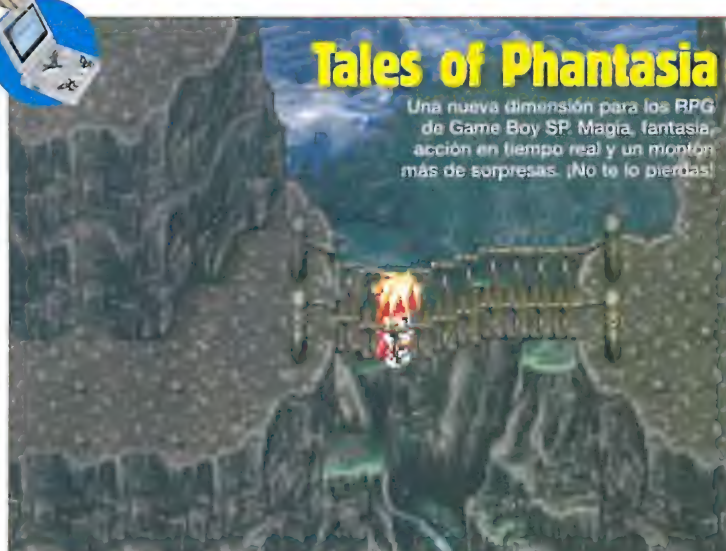 Tales of Phantasia
Una nueva dimensión para los RPG
de Game Boy SP. Magia, fantasía,
acción en tiempo real y un montón
más de sorpresas. ¡No te lo pierdas!